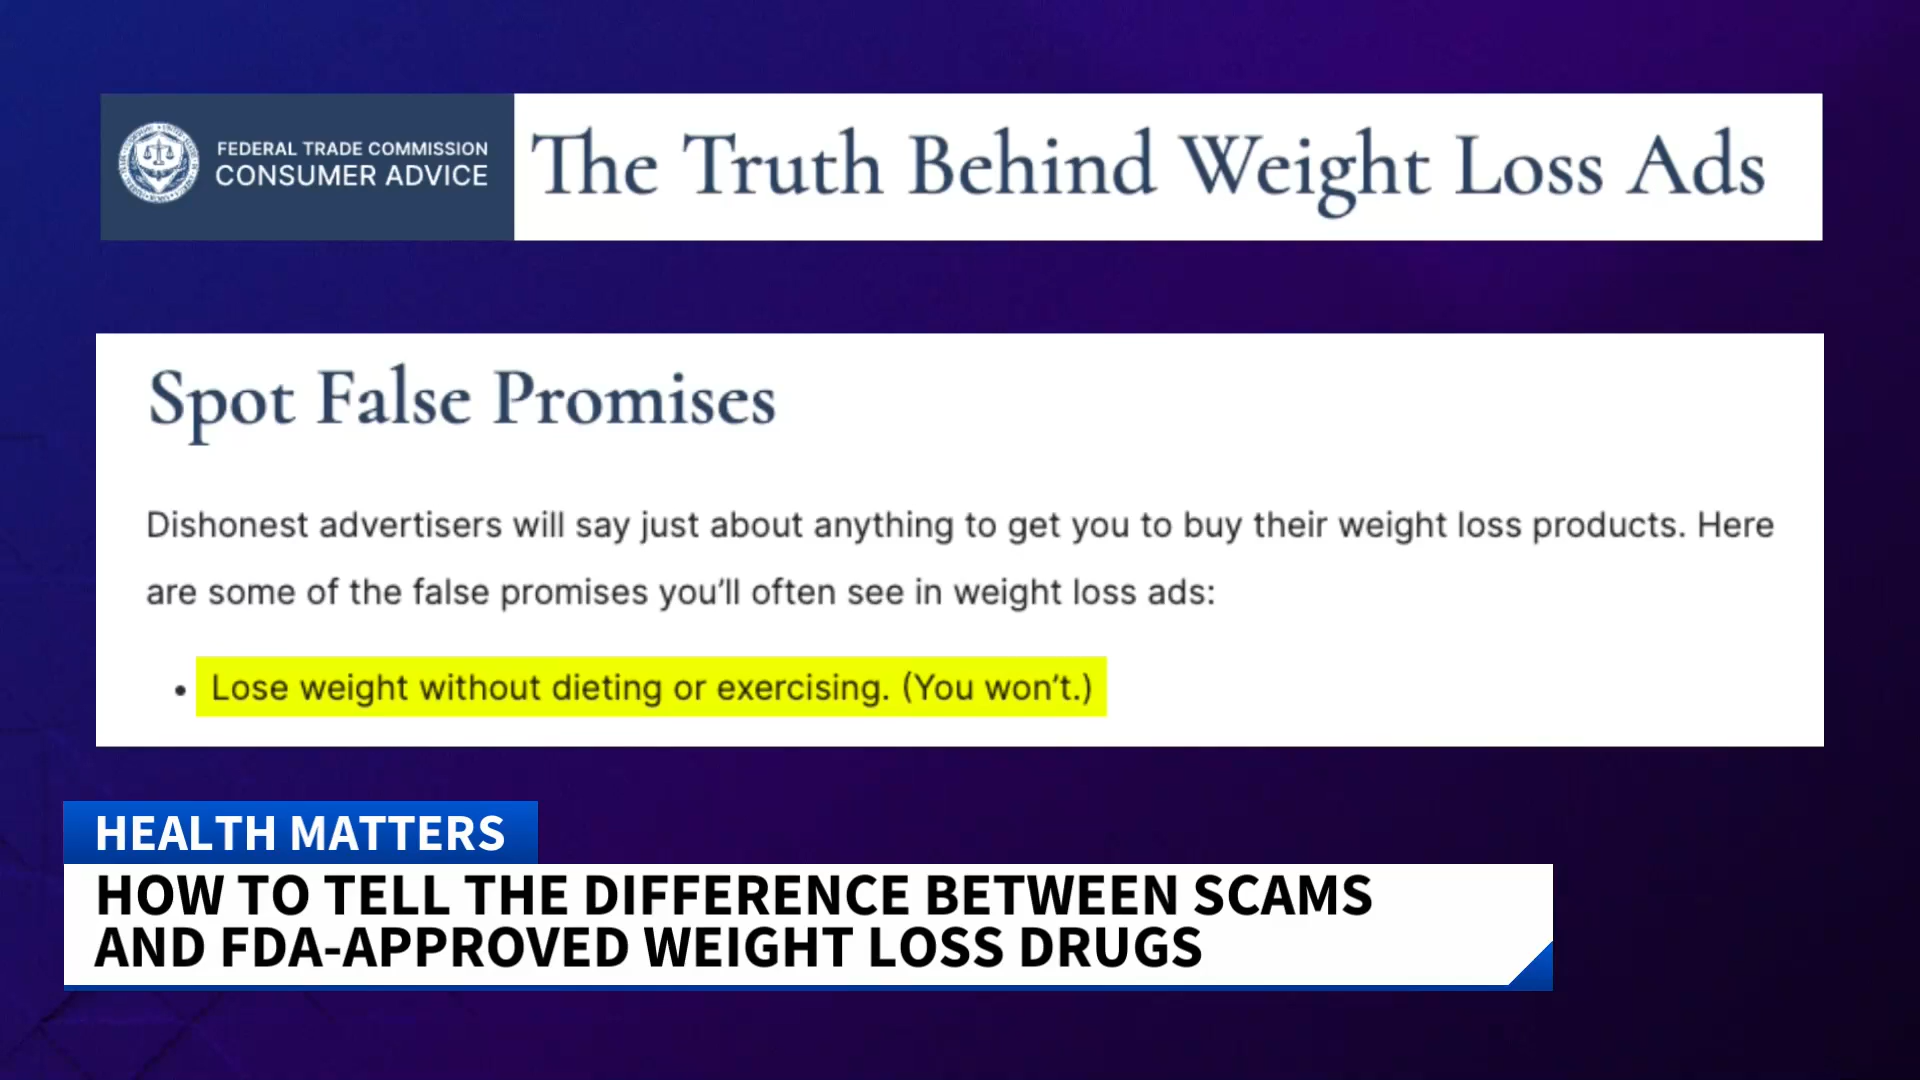 FEDERAL TRADE COMMISSION
CONSUMER ADVICE
The Truth Behind Weight Loss Ads
Spot False Promises
Dishonest advertisers will say just about anything to get you to buy their weight loss products. Here
are some of the false promises you’ll often see in weight loss ads:
• Lose weight without dieting or exercising. (You won’t.)
HEALTH MATTERS
HOW TO TELL THE DIFFERENCE BETWEEN SCAMS
AND FDA-APPROVED WEIGHT LOSS DRUGS